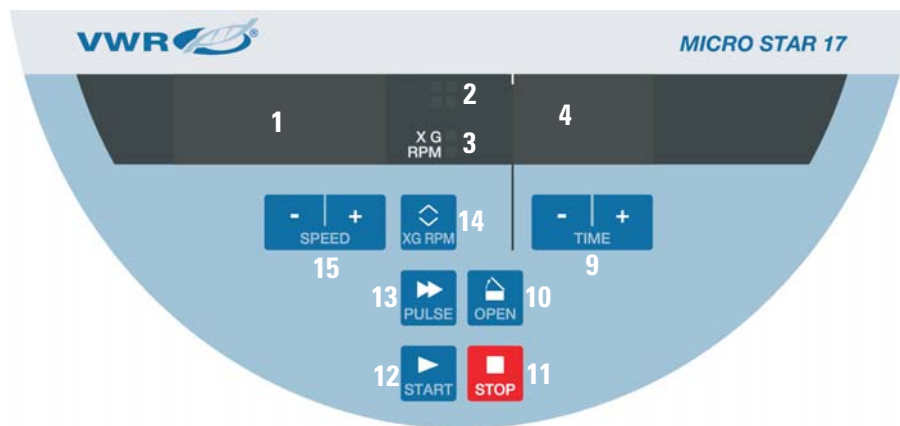 VWR®
MICRO STAR 17
2
1
4
X G
3
RPM
- +
SPEED
XG RPM
14
- +
TIME
15
9
13
PULSE
OPEN
10
12
START
STOP
11